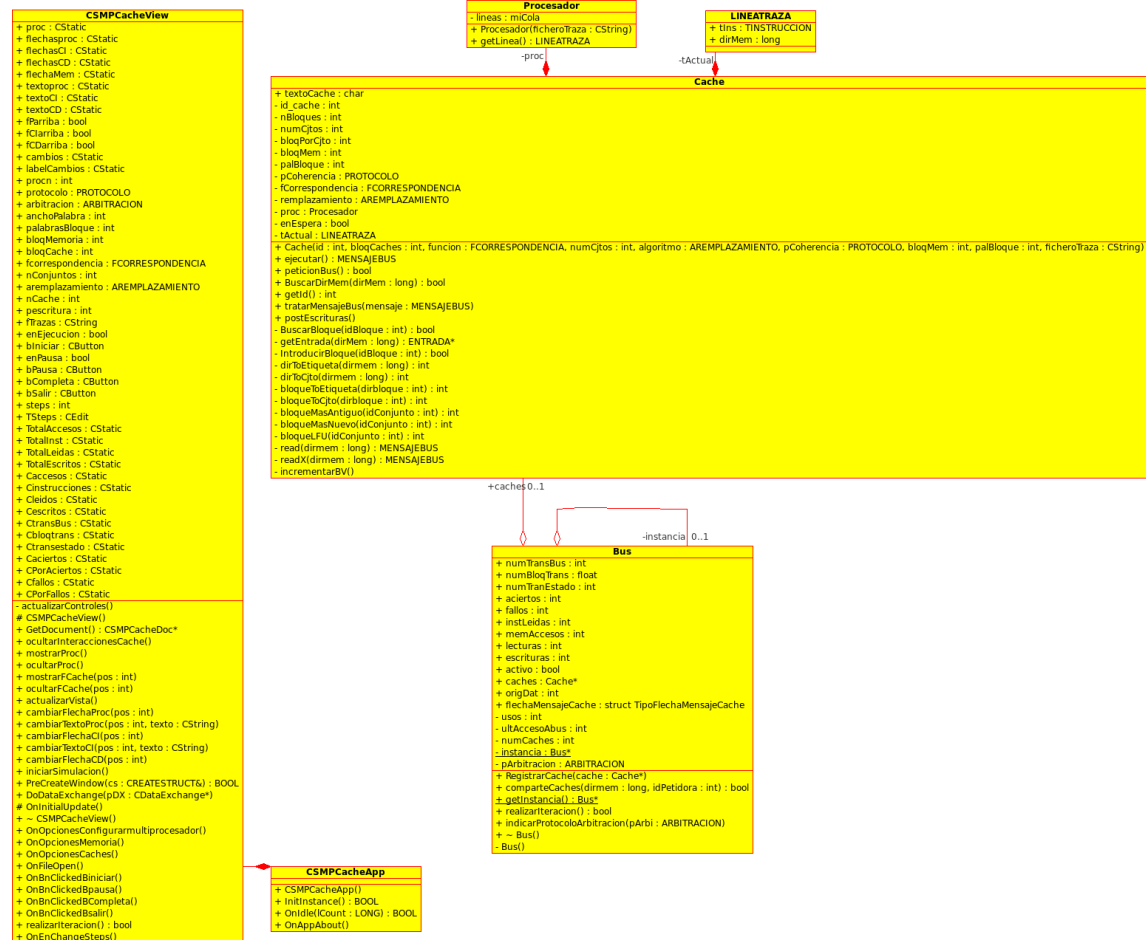 CSMPCacheView
+ proc : CStatic
+ flechasproc : CStatic
+ flechasCI : CStatic
+ flechasCD : CStatic
+ flechaMem : CStatic
+ textoproc : CStatic
+ textoCI : CStatic
+ textoCD : CStatic
+ fParriba : bool
+ fCIarriba : bool
+ fCDarriba : bool
+ cambios : CStatic
+ labelCambios : CStatic
+ procn : int
+ protocolo : PROTOCOLO
+ arbitracion : ARBITRACION
+ anchoPalabra : int
+ palabrasBloque : int
+ bloqMemoria : int
+ bloqCache : int
+ fcorrespondencia : FCORRESPONDENCIA
+ nConjuntos : int
+ aremplazamiento : AREMPLAZAMIENTO
+ nCache : int
+ pescritura : int
+ fTrazas : CString
+ enEjecucion : bool
+ bIniciar : CButton
+ enPausa : bool
+ bPausa : CButton
+ bCompleta : CButton
+ bSalir : CButton
+ steps : int
+ TSteps : CEdit
+ TotalAccesos : CStatic
+ TotalInst : CStatic
+ TotalLeidas : CStatic
+ TotalEscritos : CStatic
+ Caccesos : CStatic
+ Cinstrucciones : CStatic
+ Cleidos : CStatic
+ Cescritos : CStatic
+ CtransBus : CStatic
+ Cbloqtrans : CStatic
+ Ctransestado : CStatic
+ Caciertos : CStatic
+ CPorAciertos : CStatic
+ Cfallos : CStatic
+ CPorFallos : CStatic
- actualizarControles()
# CSMPCacheView()
+ GetDocument() : CSMPCacheDoc*
+ ocultarInteraccionesCache()
+ mostrarProc()
+ ocultarProc()
+ mostrarFCache(pos : int)
+ ocultarFCache(pos : int)
+ actualizarVista()
+ cambiarFlechaProc(pos : int)
+ cambiarTextoProc(pos : int, texto : CString)
+ cambiarFlechaCI(pos : int)
+ cambiarTextoCI(pos : int, texto : CString)
+ cambiarFlechaCD(pos : int)
+ iniciarSimulacion()
+ PreCreateWindow(cs : CREATESTRUCT&) : BOOL
+ DoDataExchange(pDX : CDataExchange*)
# OnInitialUpdate()
+ ~ CSMPCacheView()
+ OnOpcionesConfigurarmultiprocesador()
+ OnOpcionesMemoria()
+ OnOpcionesCaches()
+ OnFileOpen()
+ OnBnClickedBiniciar()
+ OnBnClickedBpausa()
+ OnBnClickedBCompleta()
+ OnBnClickedBsalir()
+ realizarIteracion() : bool
+ OnEnChangeSteps()
Procesador
- lineas : miCola
+ Procesador(ficheroTraza : CString)
+ getLinea() : LINEATRAZA
LINEATRAZA
+ tIns : TINSTRUCCION
+ dirMem : long
-proc
-tActual
Cache
+ textoCache : char
- id_cache : int
- nBloques : int
- numCjtos : int
- bloqPorCjto : int
- bloqMem : int
- palBloque : int
- pCoherencia : PROTOCOLO
- fCorrespondencia : FCORRESPONDENCIA
- remplazamiento : AREMPLAZAMIENTO
- proc : Procesador
- enEspera : bool
- tActual : LINEATRAZA
+ Cache(id : int, bloqCaches : int, funcion : FCORRESPONDENCIA, numCjtos : int, algoritmo : AREMPLAZAMIENTO, pCoherencia : PROTOCOLO, bloqMem : int, palBloque : int, ficheroTraza : CString)
+ ejecutar() : MENSAJEBUS
+ peticionBus() : bool
+ BuscarDirMem(dirMem : long) : bool
+ getId() : int
+ tratarMensajeBus(mensaje : MENSAJEBUS)
+ postEscrituras()
- BuscarBloque(idBloque : int) : bool
- getEntrada(dirMem : long) : ENTRADA*
- IntroducirBloque(idBloque : int) : bool
- dirToEtiqueta(dirmem : long) : int
- dirToCjto(dirmem : long) : int
- bloqueToEtiqueta(dirbloque : int) : int
- bloqueToCjto(dirbloque : int) : int
- bloqueMasAntiguo(idConjunto : int) : int
- bloqueMasNuevo(idConjunto : int) : int
- bloqueLFU(idConjunto : int) : int
- read(dirmem : long) : MENSAJEBUS
- readX(dirmem : long) : MENSAJEBUS
- incrementarBV()
+caches 0..1
-instancia 0..1
Bus
+ numTransBus : int
+ numBloqTrans : float
+ numTranEstado : int
+ aciertos : int
+ fallos : int
+ instLeidas : int
+ memAccesos : int
+ lecturas : int
+ escrituras : int
+ activo : bool
+ caches : Cache*
+ origDat : int
+ flechaMensajeCache : struct TipoFlechaMensajeCache
- usos : int
- ultAccesoAbus : int
- numCaches : int
- instancia : Bus*
- pArbitracion : ARBITRACION
+ RegistrarCache(cache : Cache*)
+ comparteCaches(dirmem : long, idPetidora : int) : bool
+ getInstancia() : Bus*
+ realizarIteracion() : bool
+ indicarProtocoloArbitracion(pArbi : ARBITRACION)
+ ~ Bus()
- Bus()
CSMPCacheApp
+ CSMPCacheApp()
+ InitInstance() : BOOL
+ OnIdle(lCount : LONG) : BOOL
+ OnAppAbout()